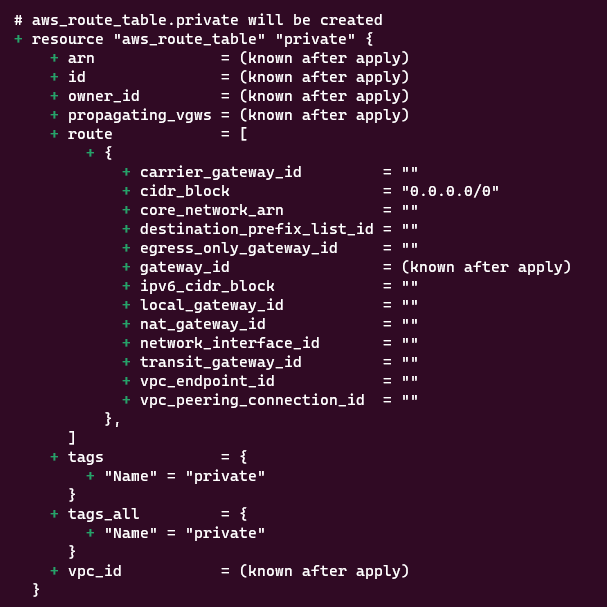 # aws_route_table.private will be created
+ resource "aws_route_table" "private" {
    + arn              = (known after apply)
    + id               = (known after apply)
    + owner_id         = (known after apply)
    + propagating_vgws = (known after apply)
    + route            = [
        + {
            + carrier_gateway_id         = ""
            + cidr_block                 = "0.0.0.0/0"
            + core_network_arn           = ""
            + destination_prefix_list_id = ""
            + egress_only_gateway_id     = ""
            + gateway_id                 = (known after apply)
            + ipv6_cidr_block            = ""
            + local_gateway_id           = ""
            + nat_gateway_id             = ""
            + network_interface_id       = ""
            + transit_gateway_id         = ""
            + vpc_endpoint_id            = ""
            + vpc_peering_connection_id  = ""
          },
      ]
    + tags             = {
        + "Name" = "private"
      }
    + tags_all         = {
        + "Name" = "private"
      }
    + vpc_id           = (known after apply)
  }